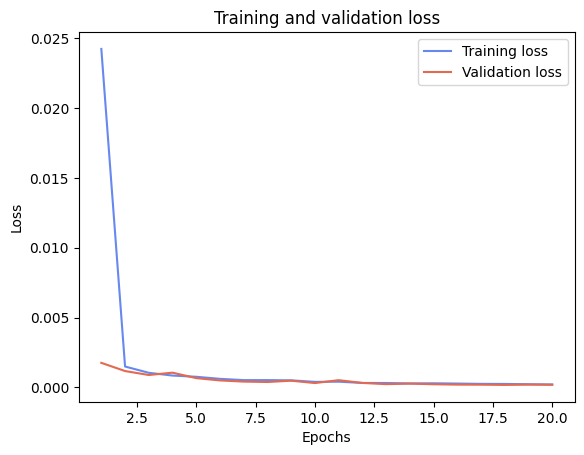 Training and validation loss
Training loss
Validation loss
0.025
0.020
0.015
0.010
0.005
0.000
Loss
2.5 5.0 7.5 10.0 12.5 15.0 17.5 20.0
Epochs